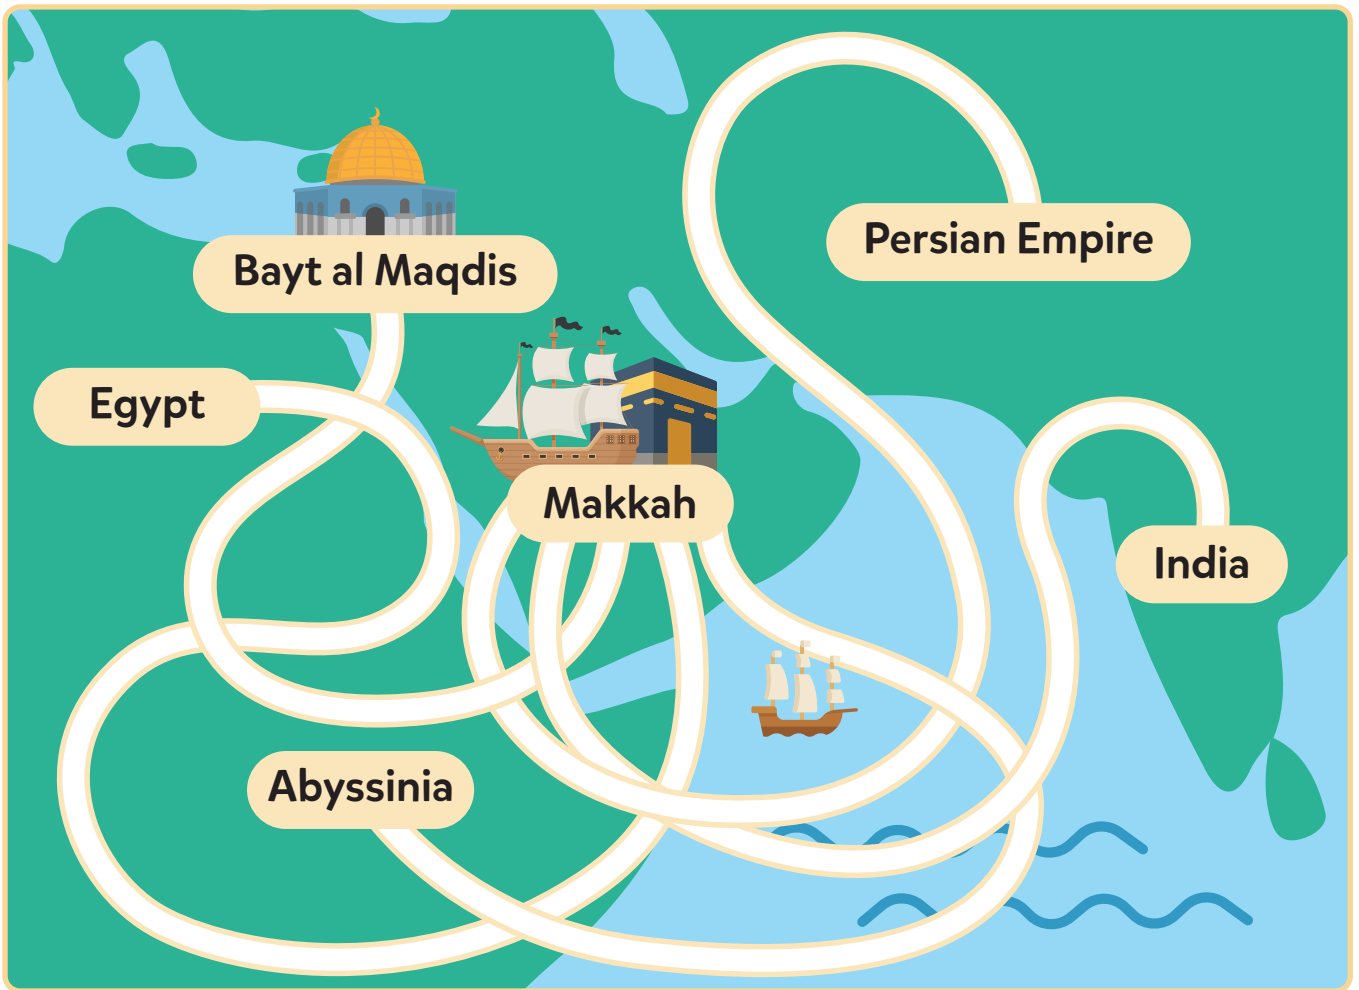 Persian Empire
Bayt al Maqdis
Egypt
Makkah
India
Abyssinia